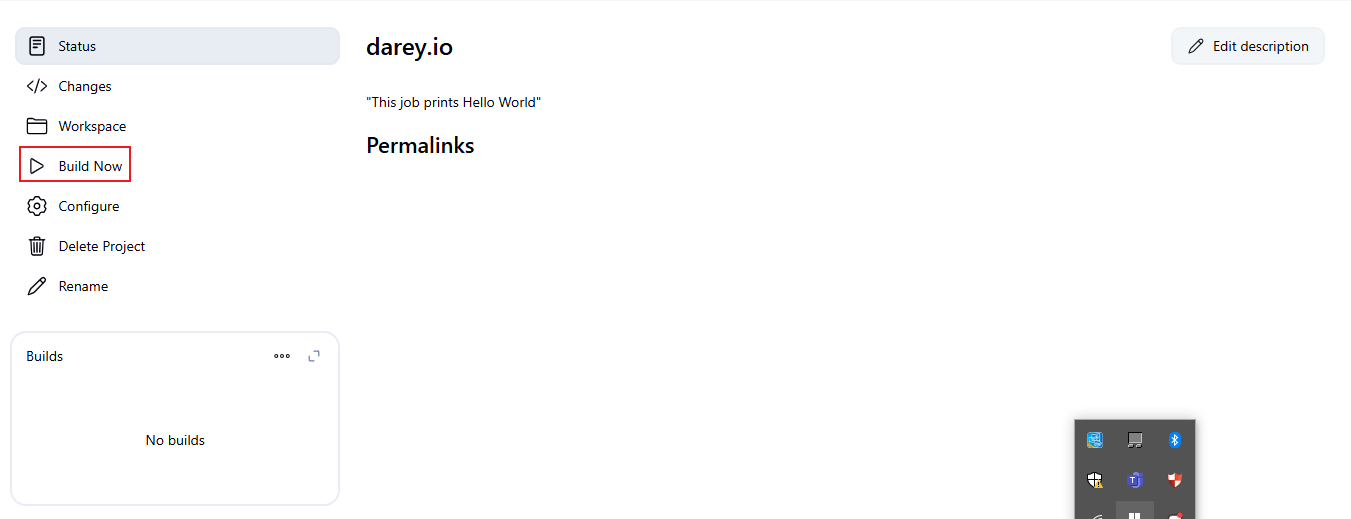 Status
Changes
Workspace
Build Now
Configure
Delete Project
Rename
Builds
No builds
darey.io
Edit description
"This job prints Hello World"
Permalinks